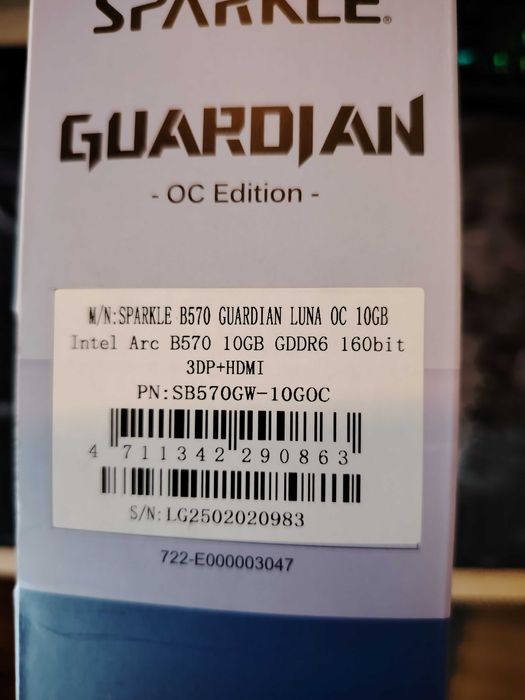 SPARKLE®
GUARDIAN
- OC Edition -
M/N:SPARKLE B570 GUARDIAN LUNA OC 10GB
Intel Arc B570 10GB GDDR6 160bit
3DP+HDMI
PN:SB570GW-10GOC
4 711342 290863
S/N:LG2502020983
722-E000003047